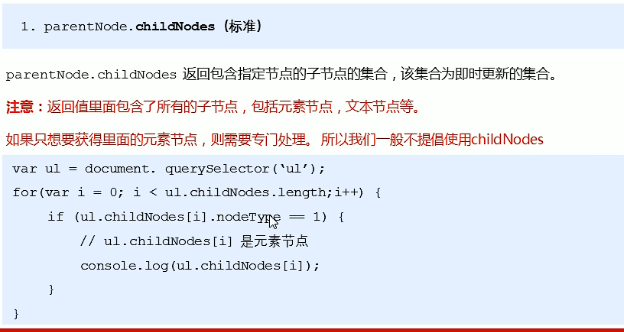 1. parentNode.childNodes（标准）
parentNode.childNodes 返回包含指定节点的子节点的集合，该集合为即时更新的集合。
注意：返回值里面包含了所有的子节点，包括元素节点，文本节点等。
如果只想要获得里面的元素节点，则需要专门处理。 所以我们一般不提倡使用childNodes
var ul = document. querySelector(‘ul’);
for(var i = 0; i < ul.childNodes.length;i++) {
if (ul.childNodes[i].nodeType == 1) {
// ul.childNodes[i] 是元素节点
console.log(ul.childNodes[i]);
}
}